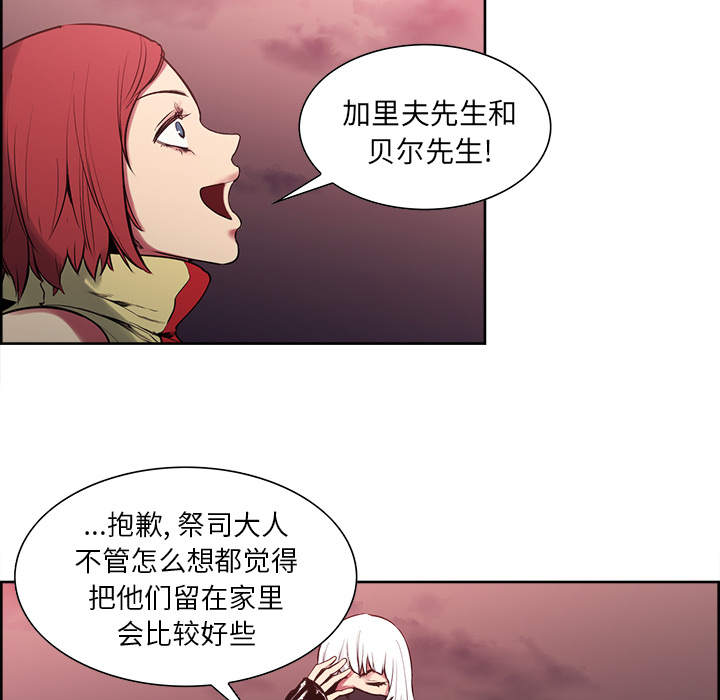 加里夫先生和
贝尔先生!
...抱歉, 祭司大人
不管怎么想都觉得
把他们留在家里
会比较好些